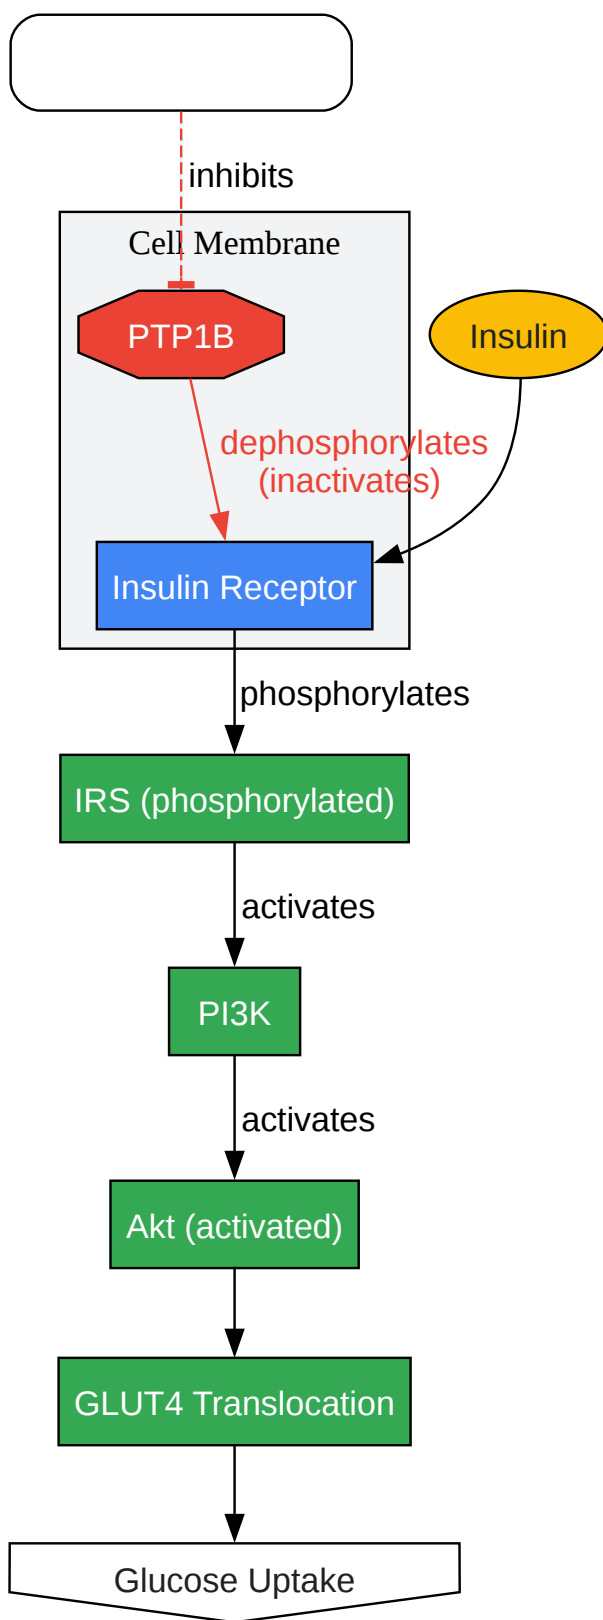 inhibits
Cell Membrane
PTP1B
Insulin
dephosphorylates
(inactivates)
Insulin Receptor
phosphorylates
IRS (phosphorylated)
activates
PI3K
activates
Akt (activated)
GLUT4 Translocation
Glucose Uptake